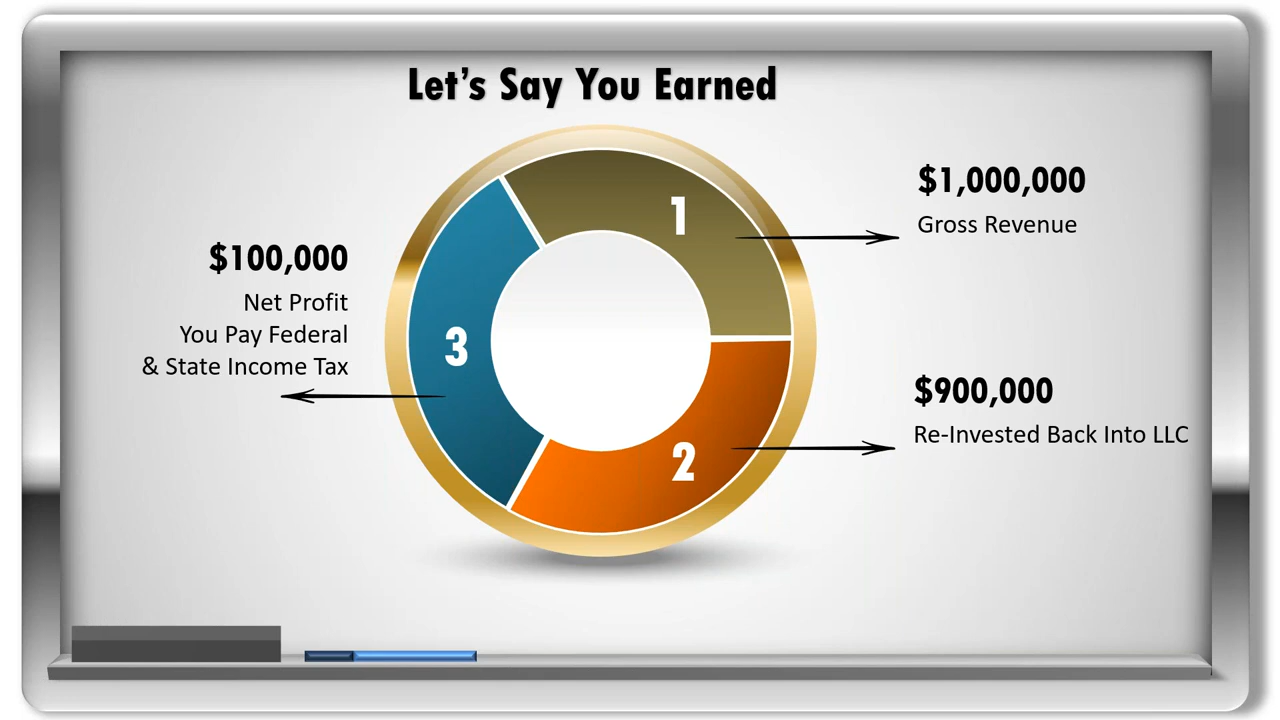 Let's Say You Earned
1
$1,000,000
Gross Revenue
2
$900,000
Re-Invested Back Into LLC
3
$100,000
Net Profit
You Pay Federal
& State Income Tax